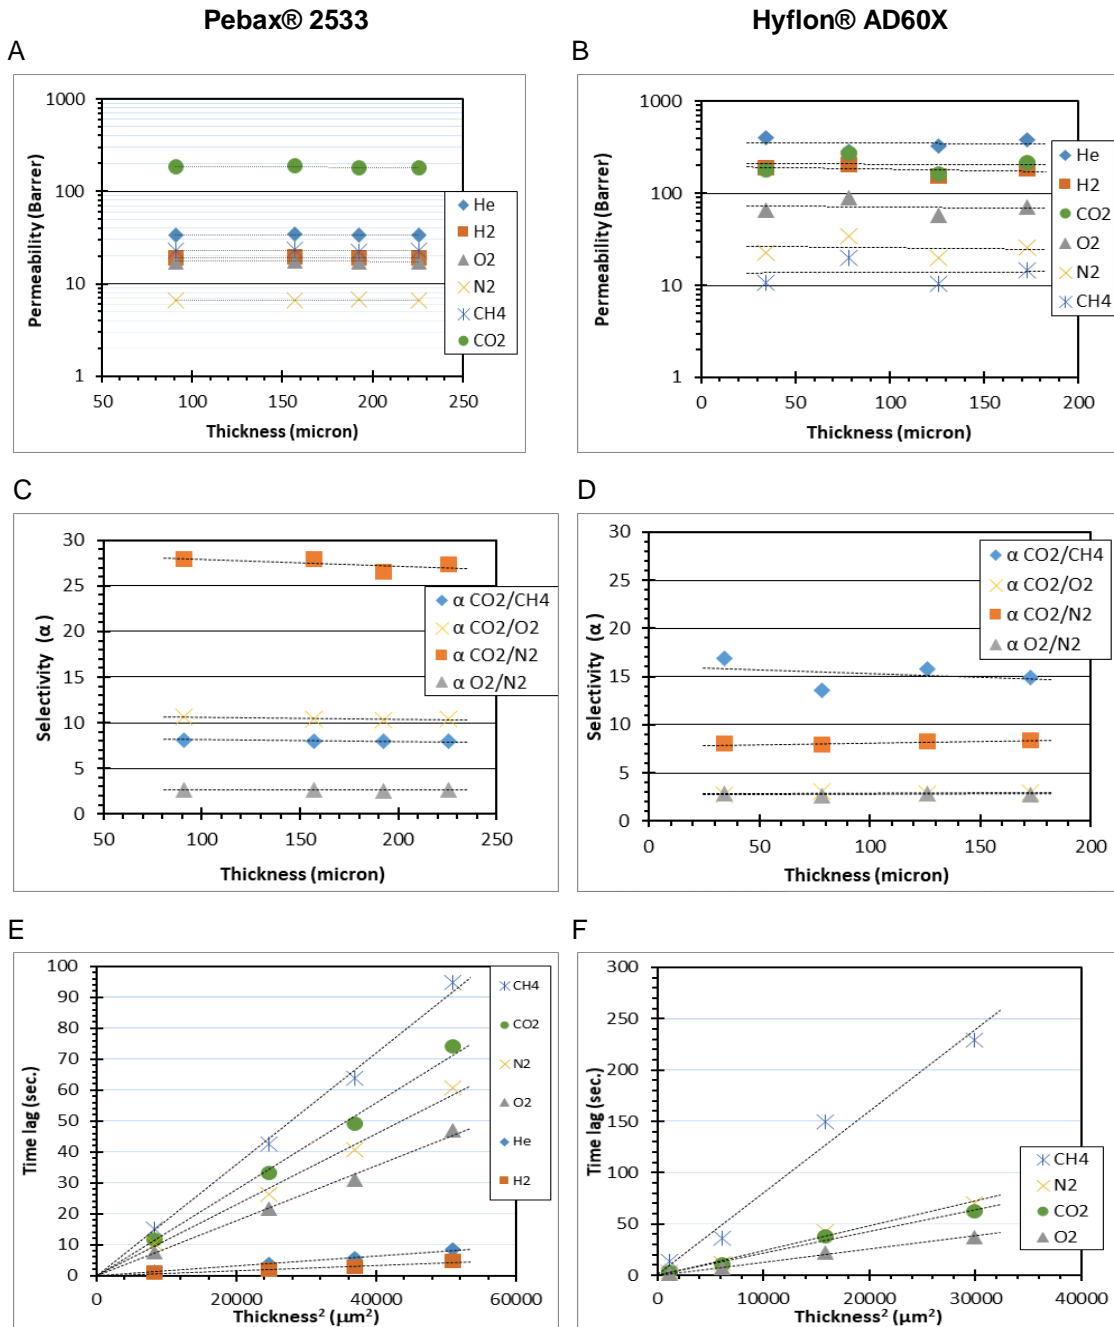 Pebax® 2533
Hyflon® AD60X
A
B
1000
100
10
1
50
100
150
200
250
Permeability (Barrer)
Thickness (micron)
He
H2
O2
N2
CH4
CO2
1000
100
10
1
0
50
100
150
200
Permeability (Barrer)
Thickness (micron)
He
H2
CO2
O2
N2
CH4
C
D
30
25
20
15
10
5
0
50
100
150
200
250
Selectivity (α)
Thickness (micron)
α CO2/CH4
α CO2/O2
α CO2/N2
α O2/N2
30
25
20
15
10
5
0
0
50
100
150
200
Selectivity (α)
Thickness (micron)
α CO2/CH4
α CO2/O2
α CO2/N2
α O2/N2
E
F
100
90
80
70
60
50
40
30
20
10
0
0
20000
40000
60000
Time lag (sec.)
Thickness² (µm²)
CH4
CO2
N2
O2
He
H2
300
250
200
150
100
50
0
0
10000
20000
30000
40000
Time lag (sec.)
Thickness² (µm²)
CH4
N2
CO2
O2